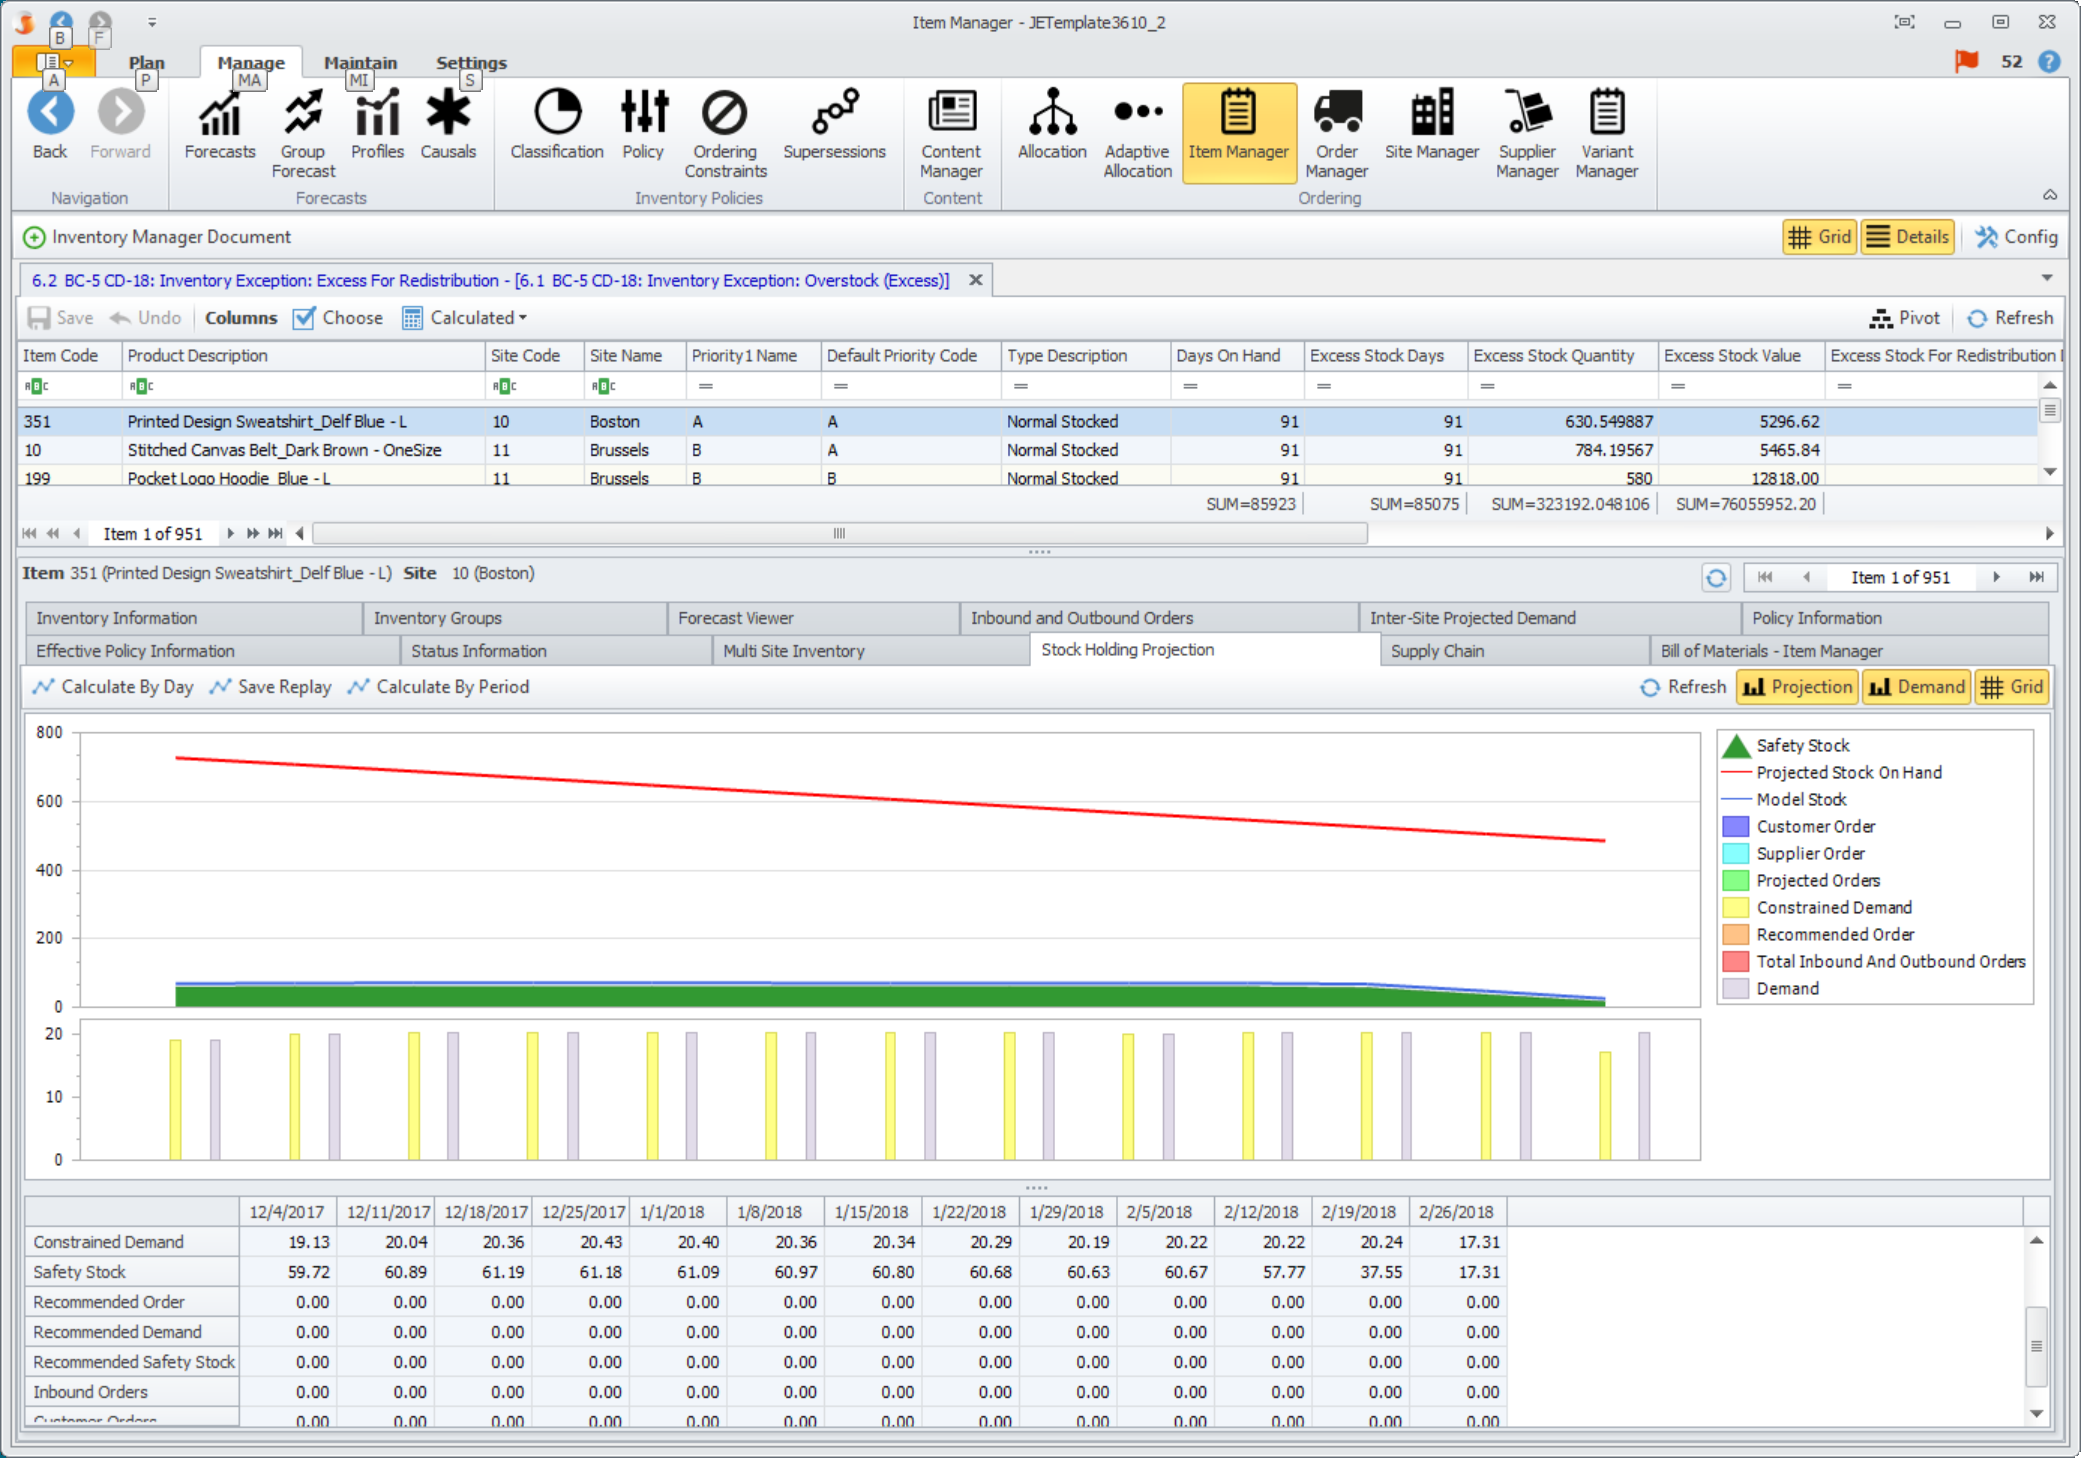 Item Manager - JETemplate3610_2
B F
Plan Manage Maintain Settings 52 ?
A P MA MI S
Back Forward Forecasts Group Forecast Profiles Causals Classification Policy Ordering Constraints Supersessions Content Manager Allocation Adaptive Allocation Item Manager Order Manager Site Manager Supplier Manager Variant Manager
Navigation Forecasts Inventory Policies Content Ordering
Inventory Manager Document Grid Details Config
6.2 BC-5 CD-18: Inventory Exception: Excess For Redistribution - [6.1 BC-5 CD-18: Inventory Exception: Overstock (Excess)]
Save Undo Columns Choose Calculated Pivot Refresh
Item Code Product Description Site Code Site Name Priority1 Name Default Priority Code Type Description Days On Hand Excess Stock Days Excess Stock Quantity Excess Stock Value Excess Stock For Redistribution
ABC ABC ABC ABC = = = = = = = =
351 Printed Design Sweatshirt_Delf Blue - L 10 Boston A A Normal Stocked 91 91 630.549887 5296.62
10 Stitched Canvas Belt_Dark Brown - OneSize 11 Brussels B A Normal Stocked 91 91 784.19567 5465.84
199 Pocket Logo Hoodie_Blue - L 11 Brussels B B Normal Stocked 91 91 580 12818.00
SUM=85923 SUM=85075 SUM=323192.048106 SUM=76055952.20
Item 1 of 951
Item 351 (Printed Design Sweatshirt_Delf Blue - L) Site 10 (Boston) Item 1 of 951
Inventory Information Inventory Groups Forecast Viewer Inbound and Outbound Orders Inter-Site Projected Demand Policy Information
Effective Policy Information Status Information Multi Site Inventory Stock Holding Projection Supply Chain Bill of Materials - Item Manager
Calculate By Day Save Replay Calculate By Period Refresh Projection Demand Grid
800
600
400
200
0
20
10
0
Safety Stock
Projected Stock On Hand
Model Stock
Customer Order
Supplier Order
Projected Orders
Constrained Demand
Recommended Order
Total Inbound And Outbound Orders
Demand
12/4/2017 12/11/2017 12/18/2017 12/25/2017 1/1/2018 1/8/2018 1/15/2018 1/22/2018 1/29/2018 2/5/2018 2/12/2018 2/19/2018 2/26/2018
Constrained Demand 19.13 20.04 20.36 20.43 20.40 20.36 20.34 20.29 20.19 20.22 20.22 20.24 17.31
Safety Stock 59.72 60.89 61.19 61.18 61.09 60.97 60.80 60.68 60.63 60.67 57.77 37.55 17.31
Recommended Order 0.00 0.00 0.00 0.00 0.00 0.00 0.00 0.00 0.00 0.00 0.00 0.00 0.00
Recommended Demand 0.00 0.00 0.00 0.00 0.00 0.00 0.00 0.00 0.00 0.00 0.00 0.00 0.00
Recommended Safety Stock 0.00 0.00 0.00 0.00 0.00 0.00 0.00 0.00 0.00 0.00 0.00 0.00 0.00
Inbound Orders 0.00 0.00 0.00 0.00 0.00 0.00 0.00 0.00 0.00 0.00 0.00 0.00 0.00
Customer Orders 0.00 0.00 0.00 0.00 0.00 0.00 0.00 0.00 0.00 0.00 0.00 0.00 0.00